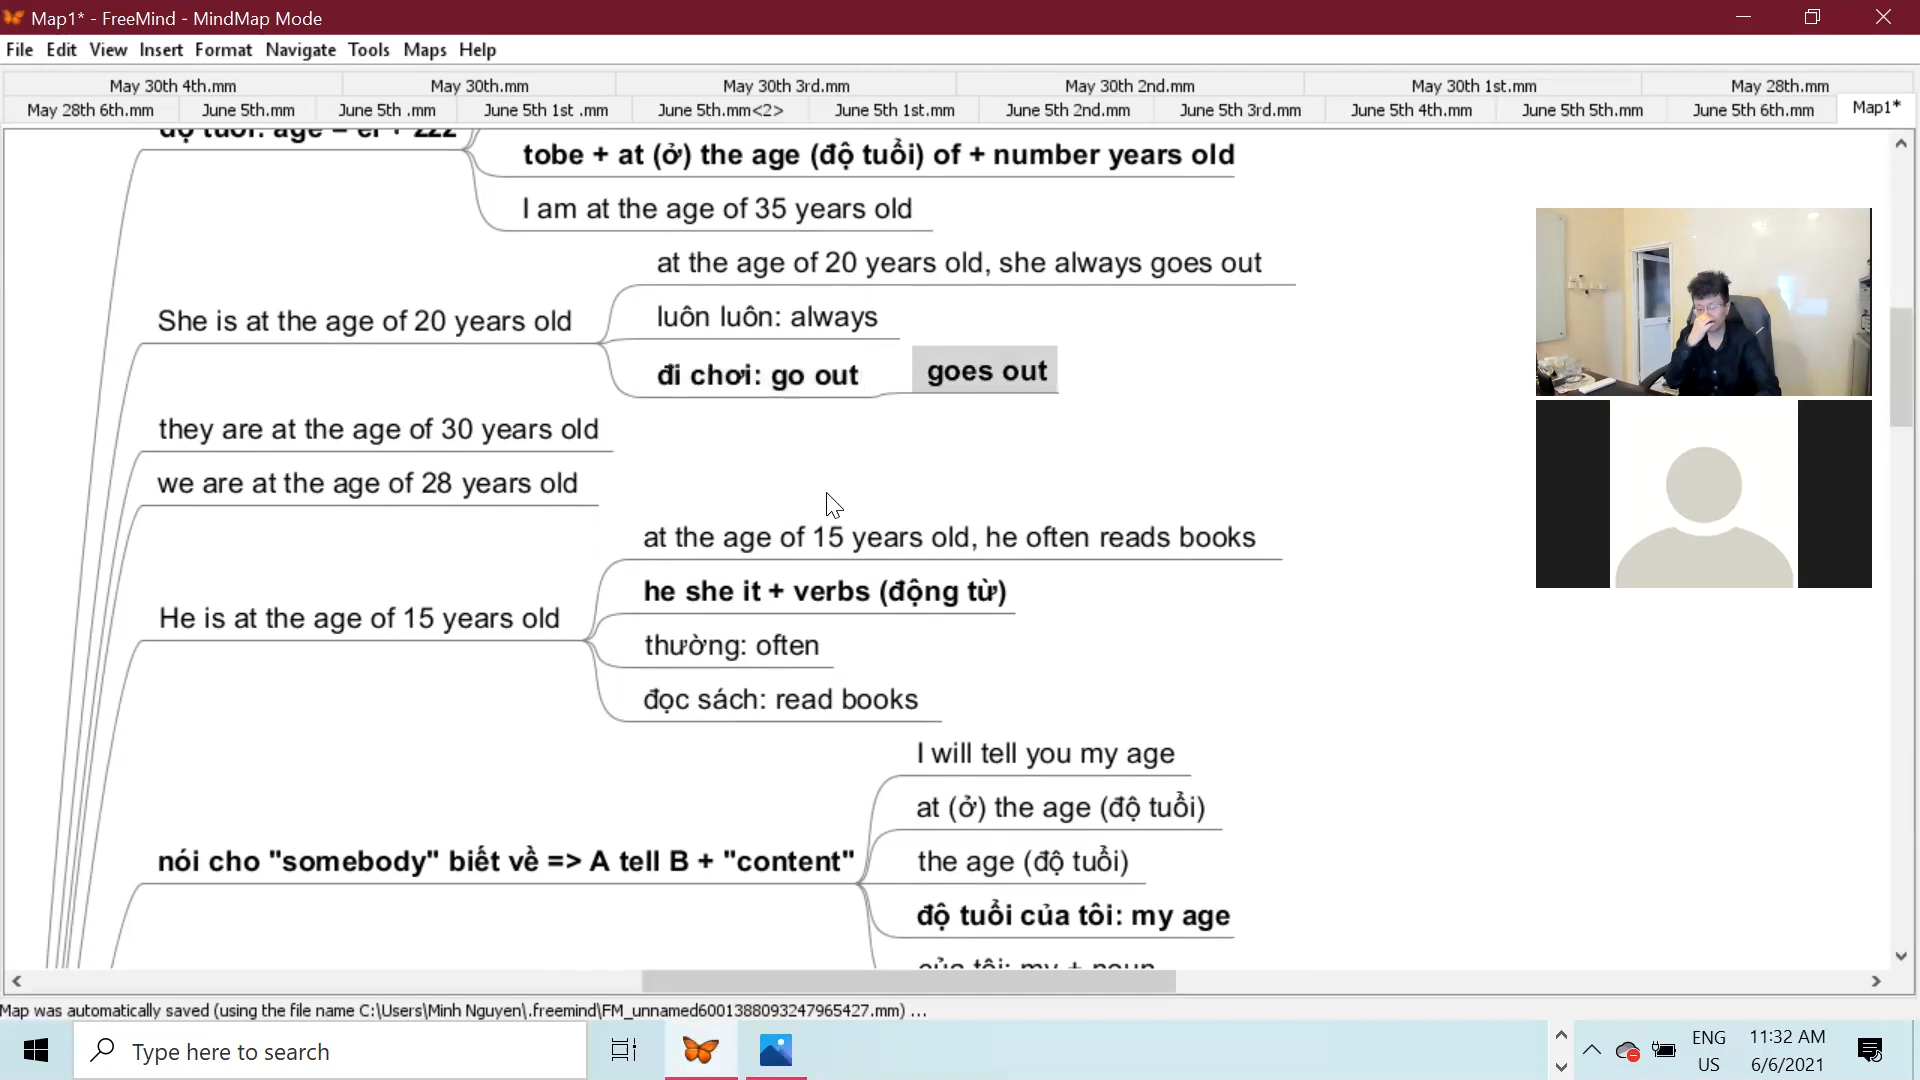 Map1* - FreeMind - MindMap Mode
File Edit View Insert Format Navigate Tools Maps Help
May 30th 4th.mm May 30th.mm May 30th 3rd.mm May 30th 2nd.mm May 30th 1st.mm May 28th.mm
May 28th 6th.mm June 5th.mm June 5th .mm June 5th 1st .mm June 5th.mm<2> June 5th 1st.mm June 5th 2nd.mm June 5th 3rd.mm June 5th 4th.mm June 5th 5th.mm June 5th 6th.mm Map1*
độ tuổi: age = ei + zzz
tobe + at (ở) the age (độ tuổi) of + number years old
I am at the age of 35 years old
at the age of 20 years old, she always goes out
She is at the age of 20 years old
luôn luôn: always
đi chơi: go out
goes out
they are at the age of 30 years old
we are at the age of 28 years old
at the age of 15 years old, he often reads books
he she it + verbs (động từ)
He is at the age of 15 years old
thường: often
đọc sách: read books
I will tell you my age
at (ở) the age (độ tuổi)
nói cho "somebody" biết về => A tell B + "content"
the age (độ tuổi)
độ tuổi của tôi: my age
của tôi: my + noun
Map was automatically saved (using the file name C:\Users\Minh Nguyen\.freemind\FM_unnamed6001388093247965427.mm) ...
Type here to search
ENG
US
11:32 AM
6/6/2021